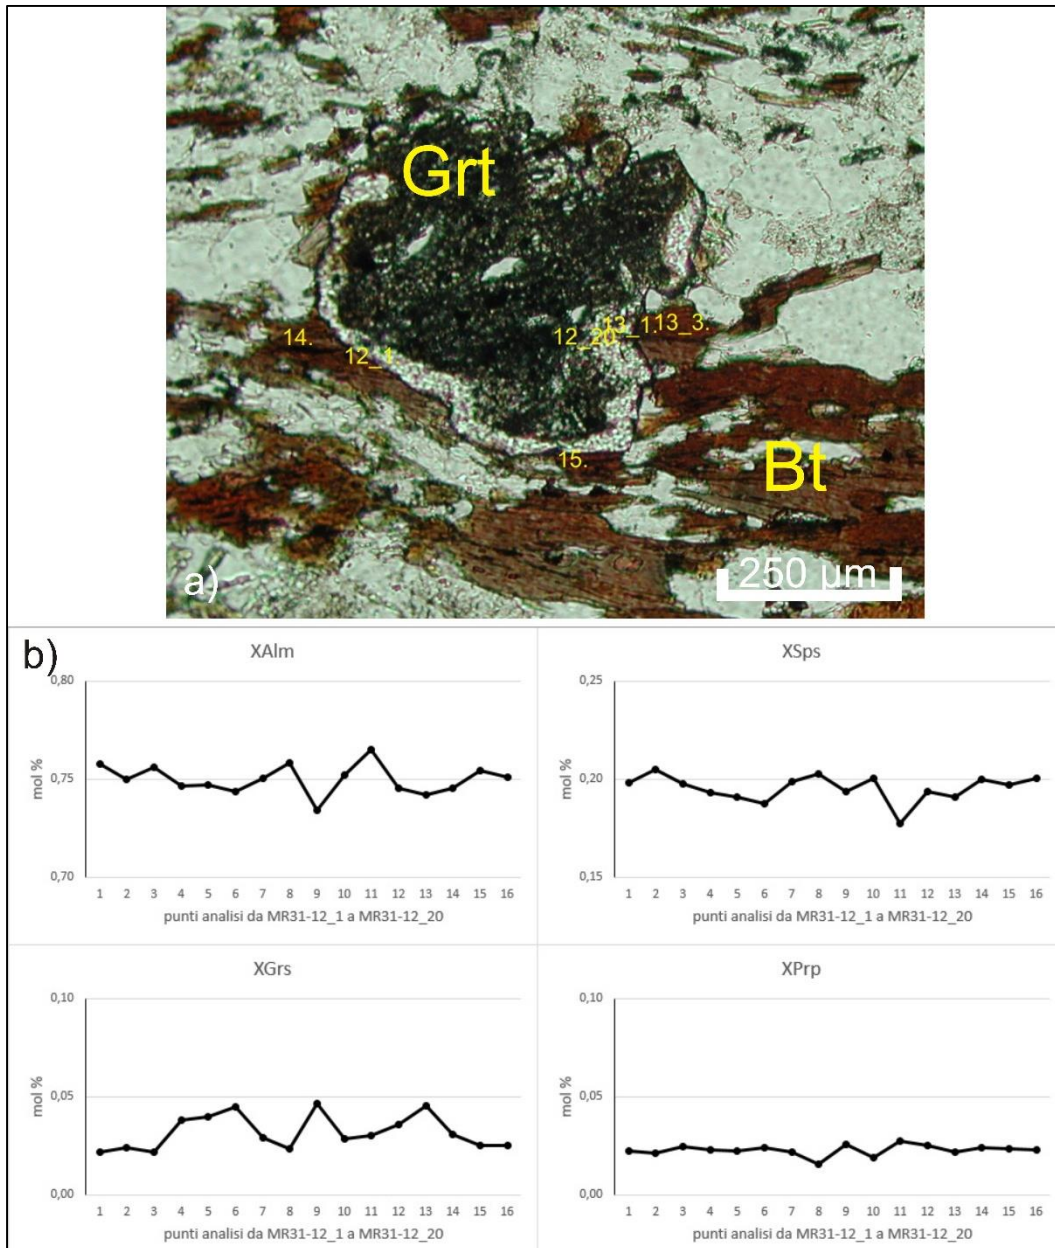 Grt
14.
12_1
12_20
13_1.
13_3.
15.
Bt
a)
250 µm
b)
XAlm
0,80
0,75
0,70
mol %
1 2 3 4 5 6 7 8 9 10 11 12 13 14 15 16
punti analisi da MR31-12_1 a MR31-12_20
XSps
0,25
0,20
0,15
mol %
1 2 3 4 5 6 7 8 9 10 11 12 13 14 15 16
punti analisi da MR31-12_1 a MR31-12_20
XGrs
0,10
0,05
0,00
mol %
1 2 3 4 5 6 7 8 9 10 11 12 13 14 15 16
punti analisi da MR31-12_1 a MR31-12_20
XPrp
0,10
0,05
0,00
mol %
1 2 3 4 5 6 7 8 9 10 11 12 13 14 15 16
punti analisi da MR31-12_1 a MR31-12_20